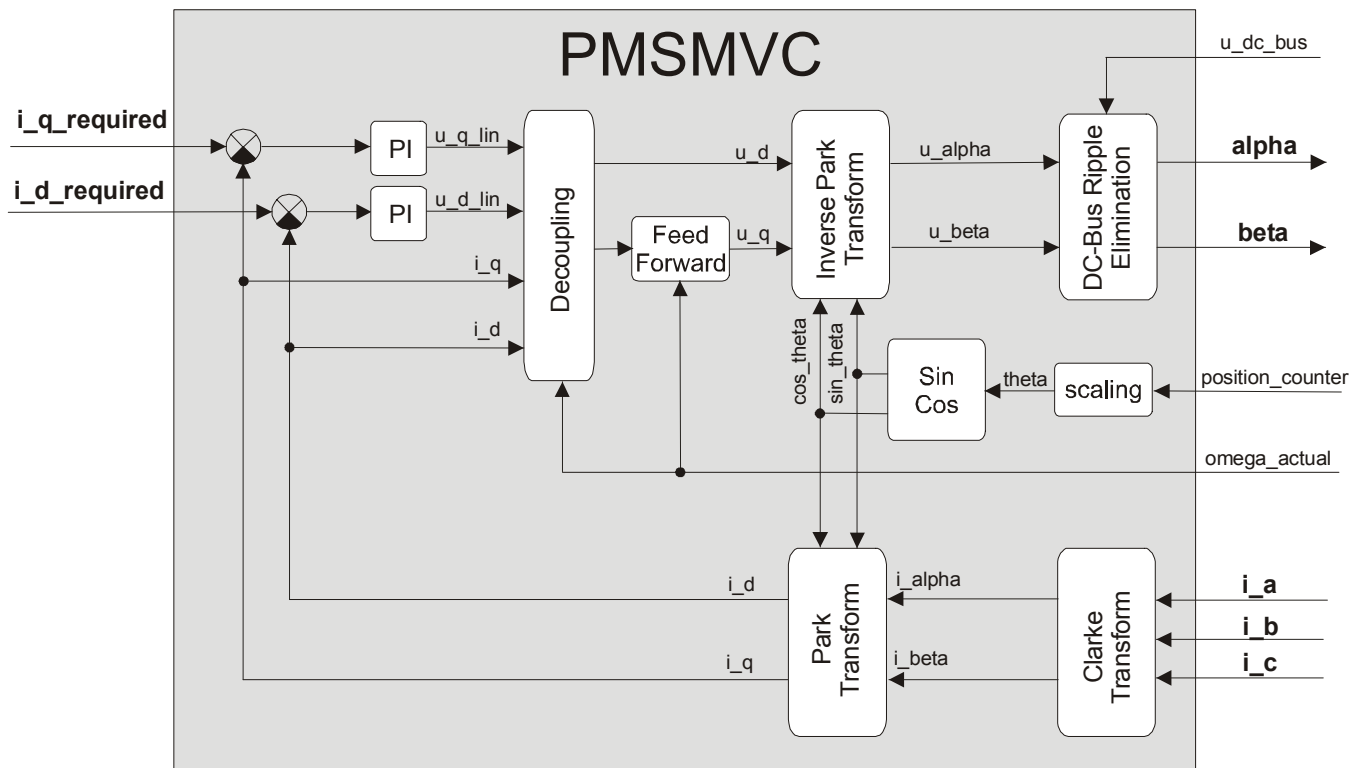 PMSMVC
u_dc_bus
i_q_required
PI
u_q_lin
i_d_required
PI
u_d_lin
i_q
i_d
Decoupling
u_d
Feed
Forward
u_q
Inverse Park
Transform
u_alpha
u_beta
DC-Bus Ripple
Elimination
alpha
beta
cos_theta
sin_theta
Sin
Cos
theta
scaling
position_counter
omega_actual
i_d
i_q
Park
Transform
i_alpha
i_beta
Clarke
Transform
i_a
i_b
i_c